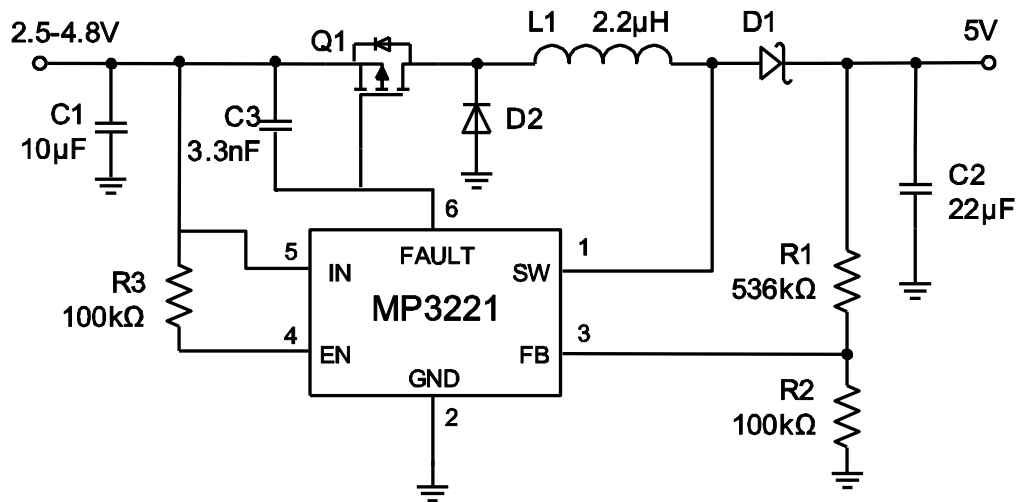 2.5-4.8V
Q1
L1
2.2µH
D1
5V
C1
10µF
C3
3.3nF
D2
C2
22µF
6
5
IN
FAULT
SW
1
R3
100kΩ
MP3221
R1
536kΩ
4
EN
FB
3
GND
2
R2
100kΩ